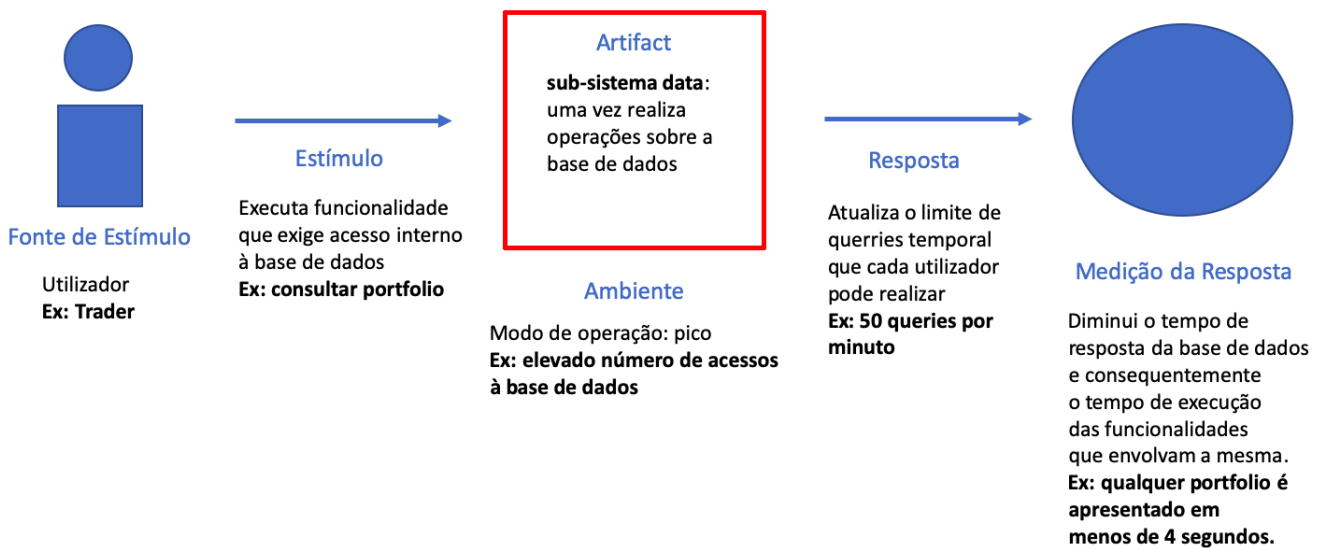 Fonte de Estímulo
Utilizador
Ex: Trader
Estímulo
Executa funcionalidade
que exige acesso interno
à base de dados
Ex: consultar portfolio
Artifact
sub-sistema data:
uma vez realiza
operações sobre a
base de dados
Ambiente
Modo de operação: pico
Ex: elevado número de acessos
à base de dados
Resposta
Atualiza o limite de
querries temporal
que cada utilizador
pode realizar
Ex: 50 queries por
minuto
Medição da Resposta
Diminui o tempo de
resposta da base de dados
e consequentemente
o tempo de execução
das funcionalidades
que envolvam a mesma.
Ex: qualquer portfolio é
apresentado em
menos de 4 segundos.